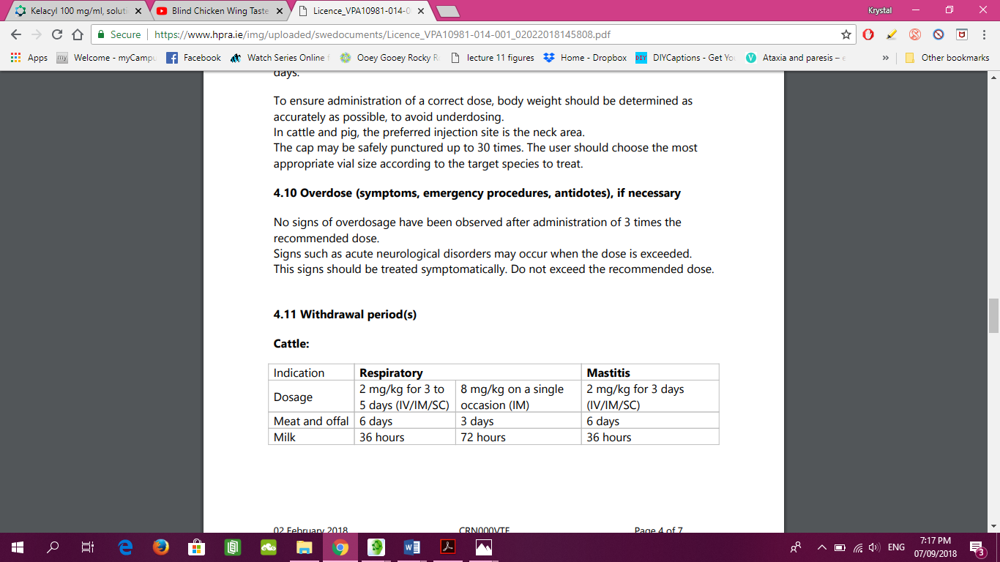 Kelacyl 100 mg/ml, soluti
Blind Chicken Wing Taste
Licence_VPA10981-014-0
Krystal
Secure https://www.hpra.ie/img/uploaded/swedocuments/Licence_VPA10981-014-001_02022018145808.pdf
Apps my Welcome - myCampu Facebook Watch Series Online f Ooey Gooey Rocky R lecture 11 figures Home - Dropbox DIY DIYCaptions - Get Yo Ataxia and paresis – e » Other bookmarks
days.
To ensure administration of a correct dose, body weight should be determined as
accurately as possible, to avoid underdosing.
In cattle and pig, the preferred injection site is the neck area.
The cap may be safely punctured up to 30 times. The user should choose the most
appropriate vial size according to the target species to treat.
4.10 Overdose (symptoms, emergency procedures, antidotes), if necessary
No signs of overdosage have been observed after administration of 3 times the
recommended dose.
Signs such as acute neurological disorders may occur when the dose is exceeded.
This signs should be treated symptomatically. Do not exceed the recommended dose.
4.11 Withdrawal period(s)
Cattle:
Indication Respiratory Mastitis
Dosage 2 mg/kg for 3 to 5 days (IV/IM/SC) 8 mg/kg on a single occasion (IM) 2 mg/kg for 3 days (IV/IM/SC)
Meat and offal 6 days 3 days 6 days
Milk 36 hours 72 hours 36 hours
02 February 2018 CRN000VTF Page 4 of 7
ENG
7:17 PM
07/09/2018
3